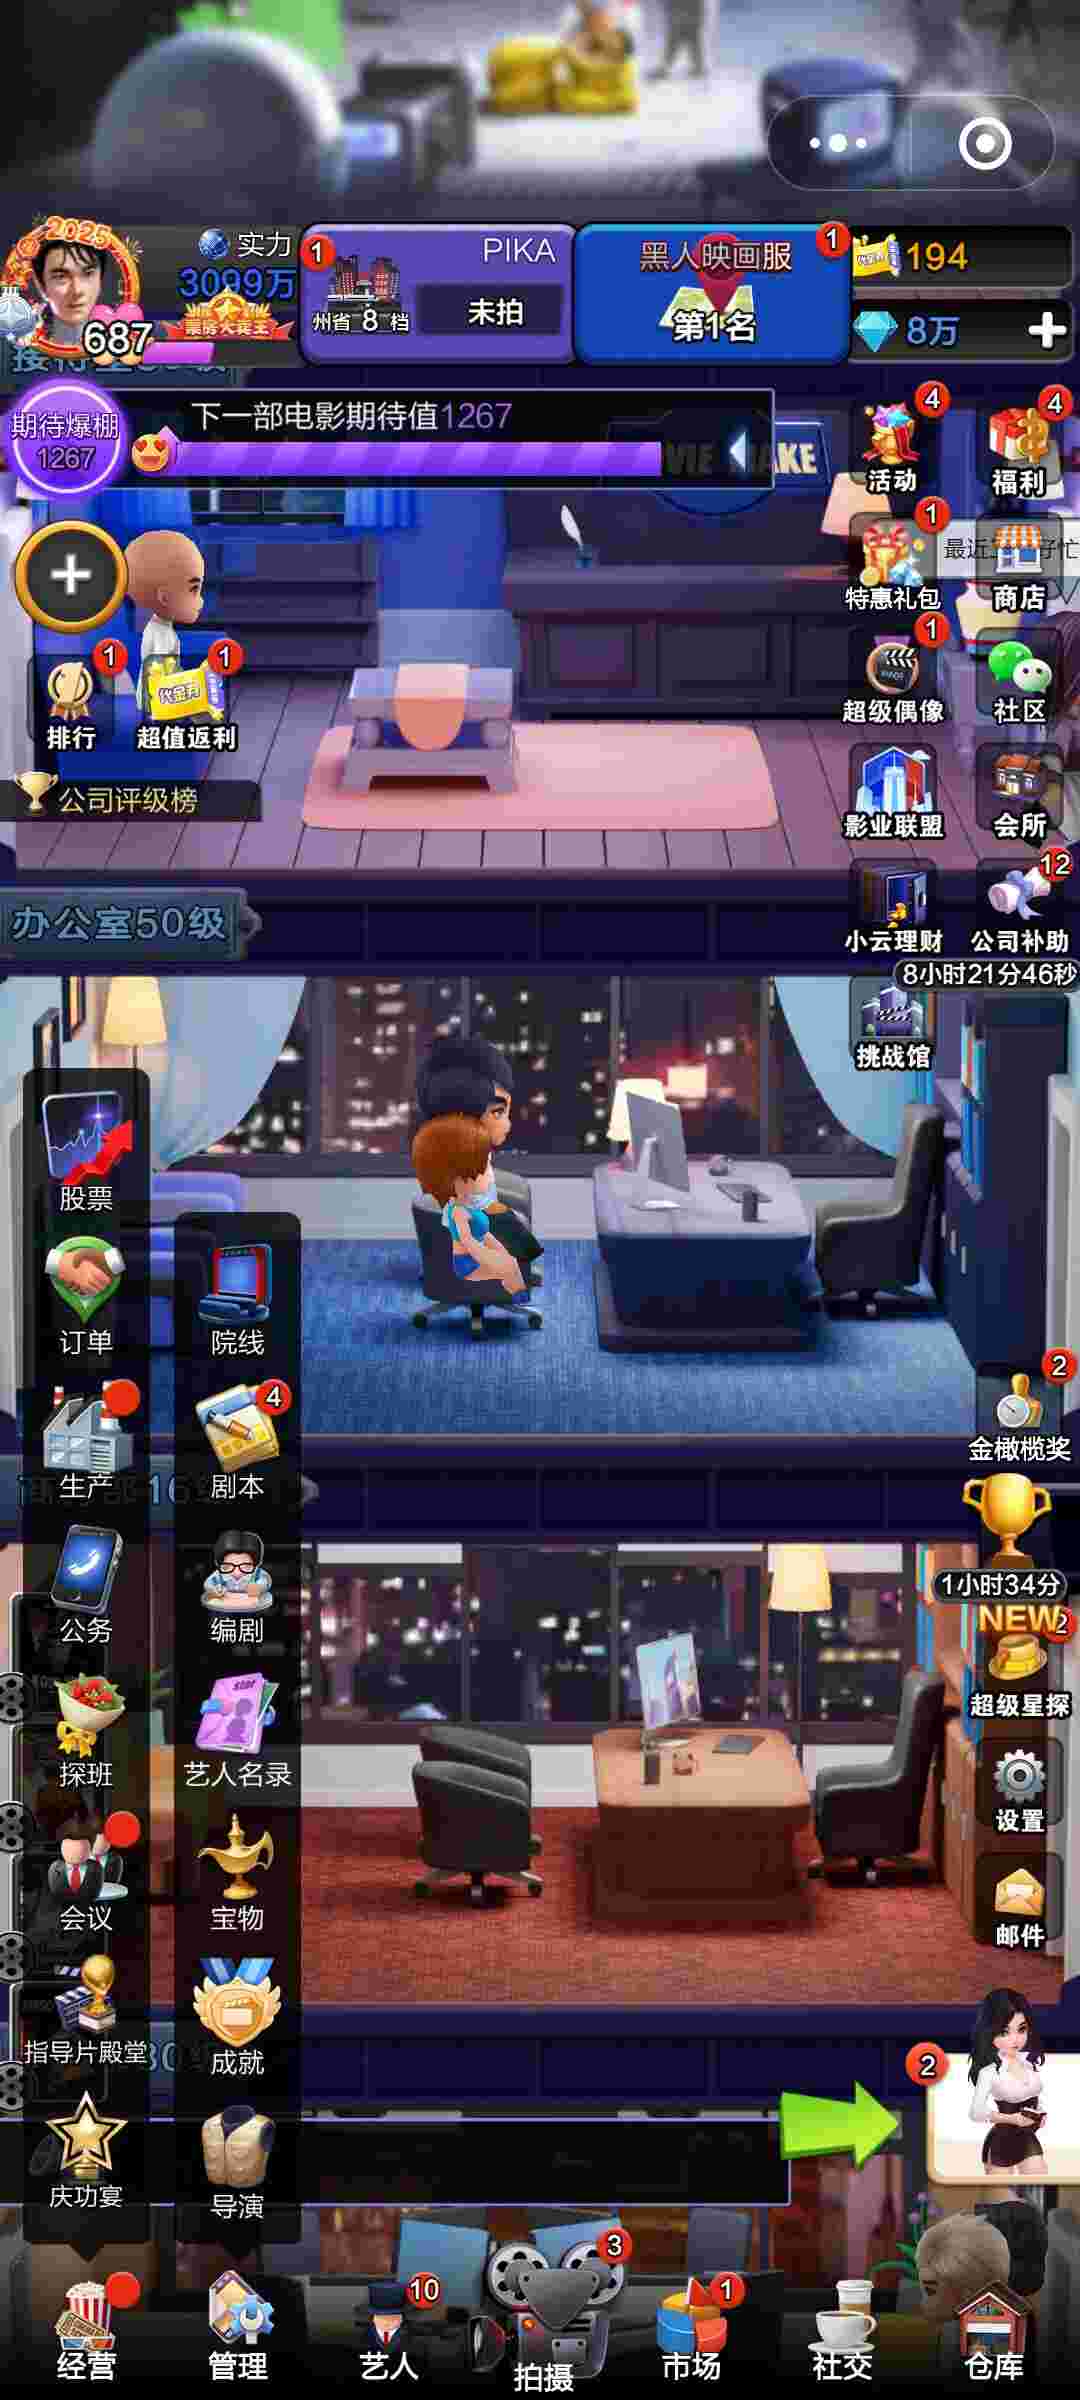 2025
实力
3099万
票房大卖王
687
1
PIKA
州省 8 档
未拍
黑人映画服
1
第1名
代金券
194
8万
期待爆棚
1267
下一部电影期待值1267
4
活动
4
福利
1
特惠礼包
最近
商店
1
超级偶像
社区
影业联盟
会所
小云理财
12
公司补助
8小时21分46秒
挑战馆
1
排行
1
代金券
超值返利
公司评级榜
办公室50级
股票
订单
院线
生产
4
剧本
公务
编剧
探班
star
艺人名录
会议
宝物
指导片殿堂
成就
庆功宴
导演
2
金橄榄奖
1小时34分
NEW
2
超级星探
设置
邮件
2
经营
管理
10
艺人
3
拍摄
1
市场
社交
仓库